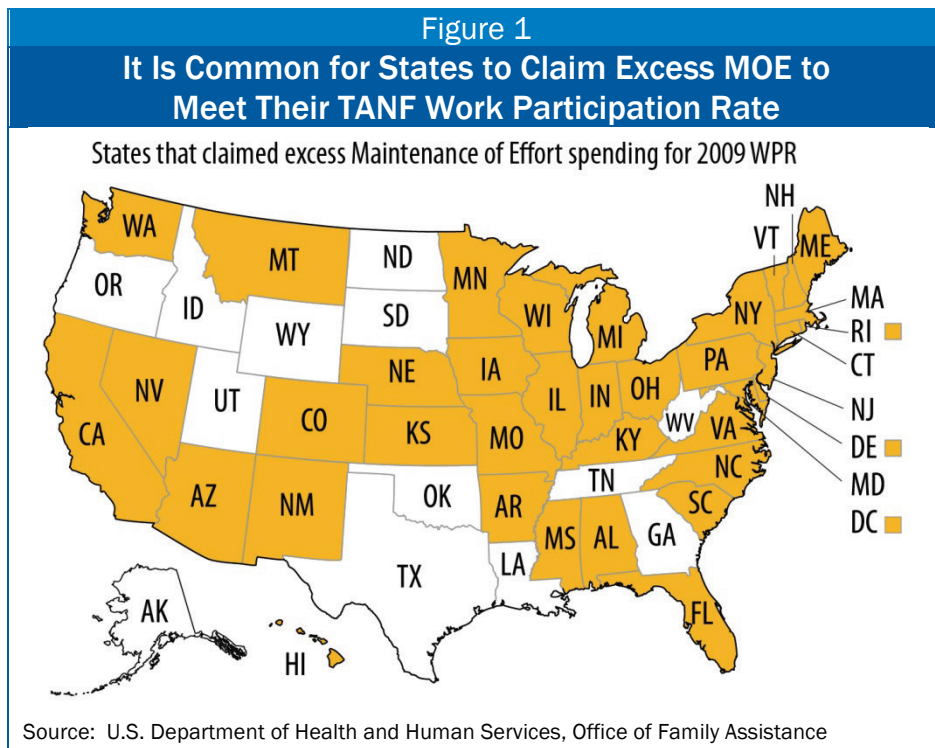 Figure 1
It Is Common for States to Claim Excess MOE to
Meet Their TANF Work Participation Rate
States that claimed excess Maintenance of Effort spending for 2009 WPR
NH
WA
VT
ME
MT
ND
MN
OR
MA
ID
SD
WI
NY
RI
WY
MI
CT
PA
NE
IA
NV
OH
NJ
UT
IL
IN
CO
WV
CA
KS
MO
KY
VA
DE
NC
MD
TN
AZ
OK
NM
AR
SC
DC
MS
AL
GA
LA
TX
AK
FL
HI
Source: U.S. Department of Health and Human Services, Office of Family Assistance